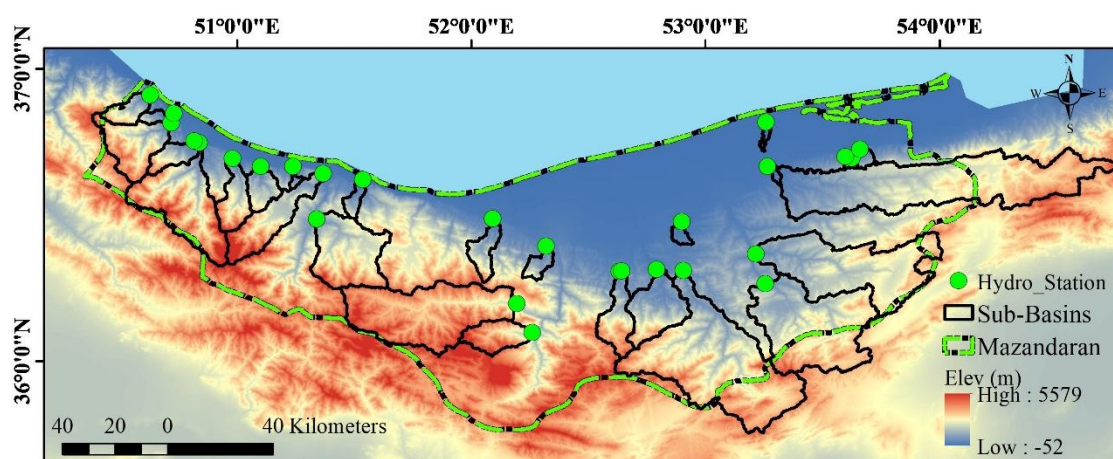 51°0'0"E 52°0'0"E 53°0'0"E 54°0'0"E
37°0'0"N
36°0'0"N
N
W E
S
Hydro_Station
Sub-Basins
Mazandaran
Elev (m)
High : 5579
Low : -52
40 20 0 40 Kilometers